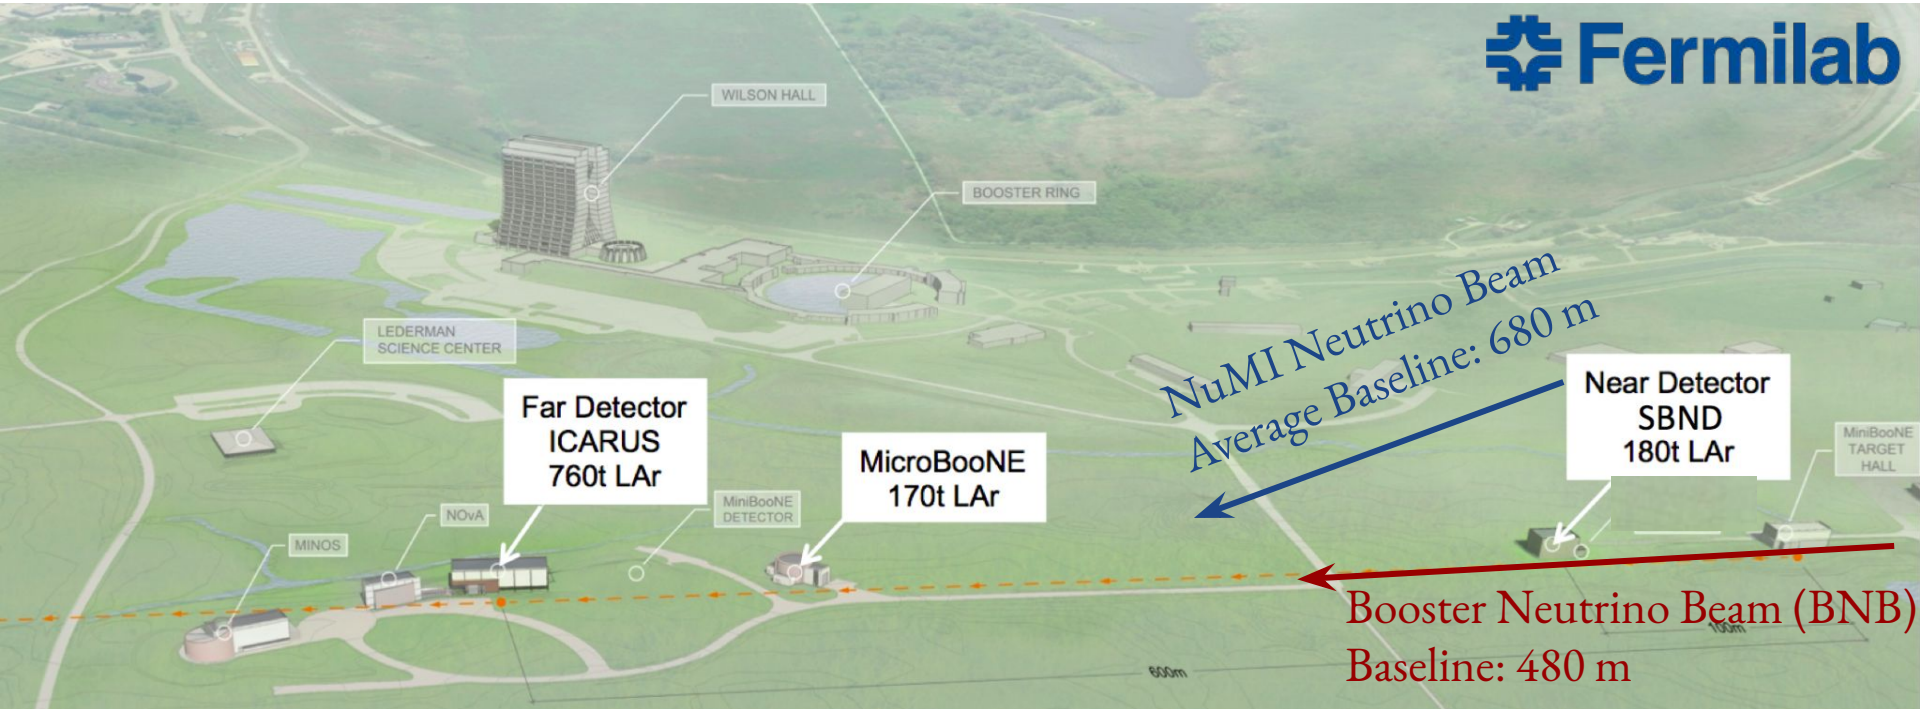 Fermilab
WILSON HALL
BOOSTER RING
NuMI Neutrino Beam
Average Baseline: 680 m
LEDERMAN
SCIENCE CENTER
Far Detector
ICARUS
760t LAr
MicroBooNE
170t LAr
Near Detector
SBND
180t LAr
MiniBooNE
TARGET
HALL
MiniBooNE
DETECTOR
NOvA
MINOS
Booster Neutrino Beam (BNB)
100m
Baseline: 480 m
600m